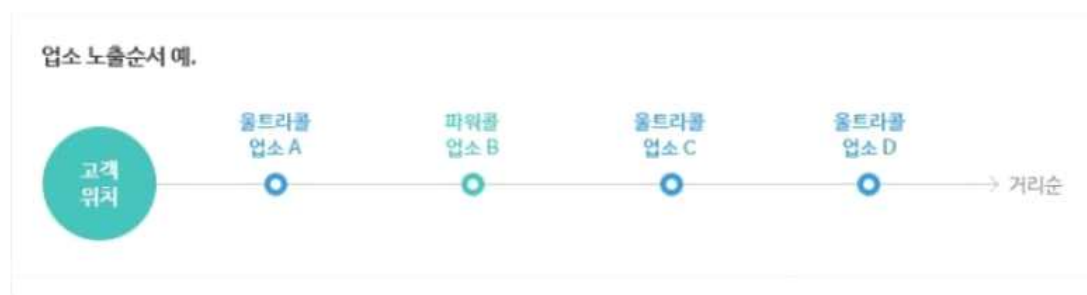 업소 노출순서 예.
울트라콜
업소 A
파워콜
업소 B
울트라콜
업소 C
울트라콜
업소 D
고객
위치
거리순